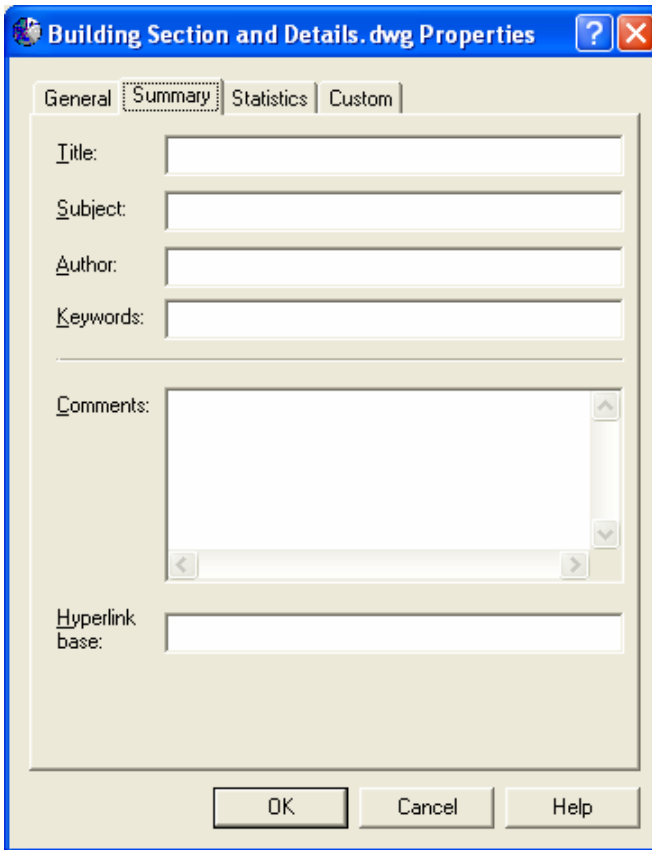 Building Section and Details.dwg Properties
General Summary Statistics Custom
Title:
Subject:
Author:
Keywords:
Comments:
Hyperlink
base:
OK Cancel Help